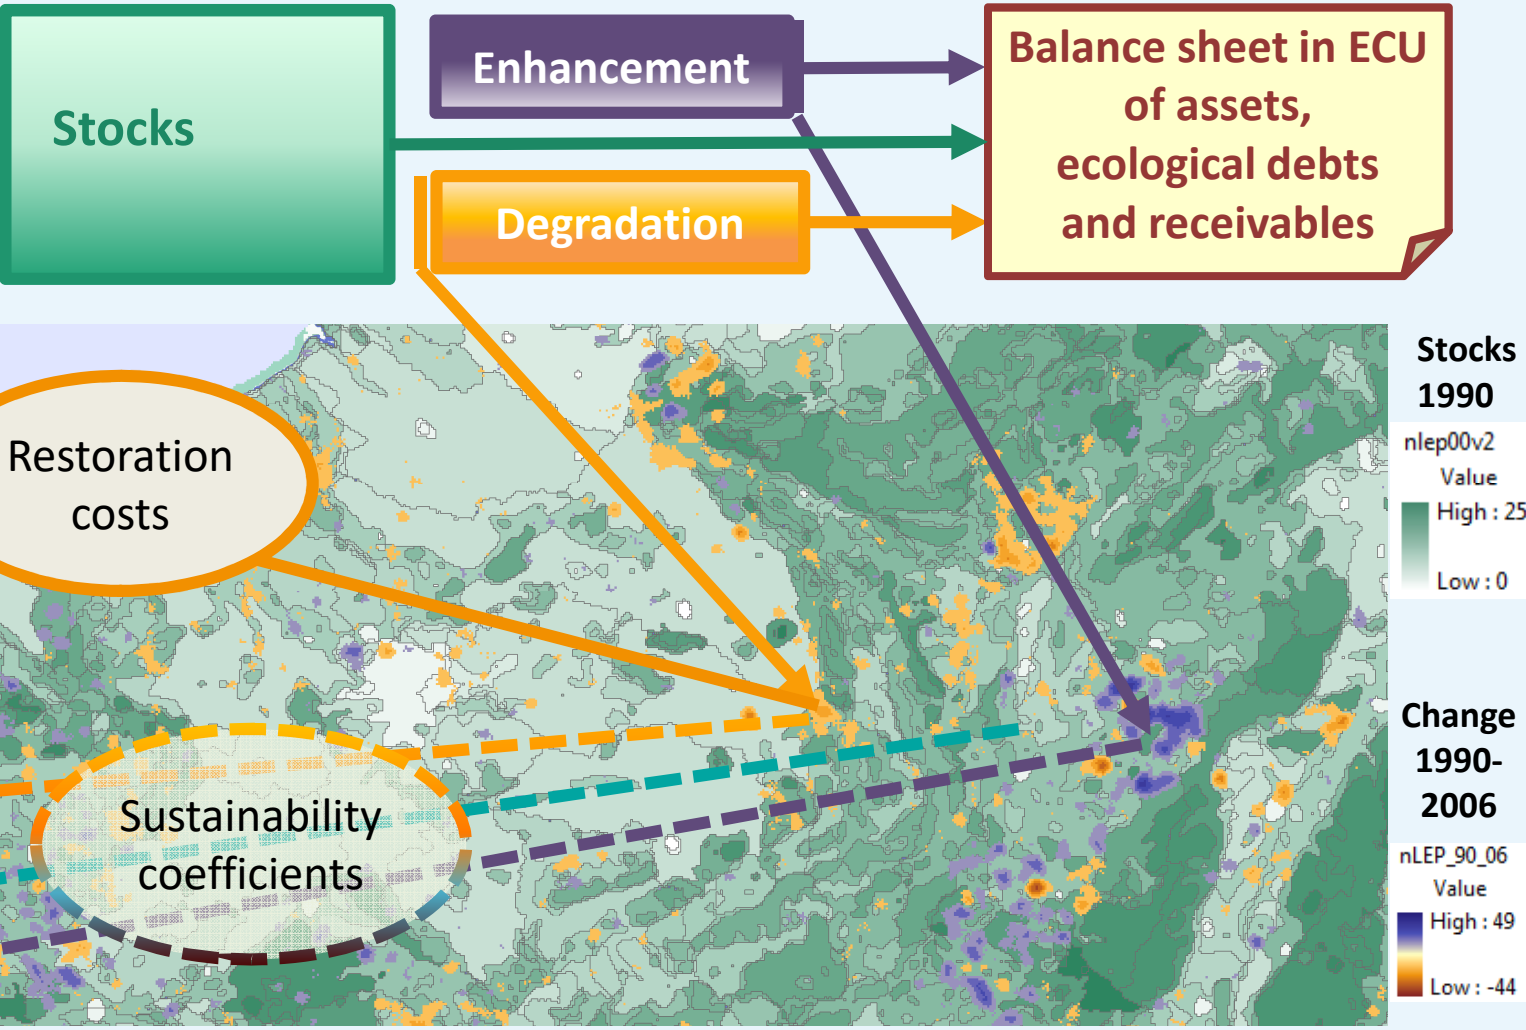 Stocks
Enhancement
Degradation
Balance sheet in ECU
of assets,
ecological debts
and receivables
Restoration
costs
Sustainability
coefficients
Stocks
1990
nlep00v2
Value
High : 25
Low : 0
Change
1990-
2006
nLEP_90_06
Value
High : 49
Low : -44